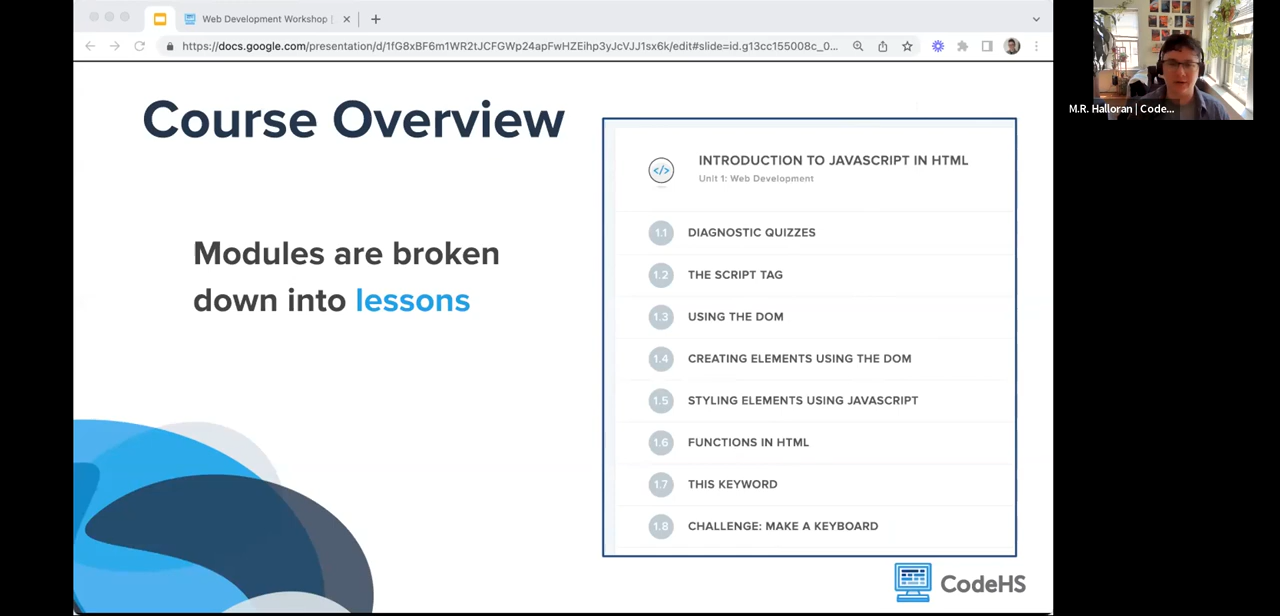 Web Development Workshop |
https://docs.google.com/presentation/d/1fG8xBF6m1WR2tJCFGWp24apFwHZEihp3yJcVJJ1sx6k/edit#slide=id.g13cc155008c_0...
M.R. Halloran | Code...
Course Overview
Modules are broken
down into lessons
</>
INTRODUCTION TO JAVASCRIPT IN HTML
Unit 1: Web Development
1.1 DIAGNOSTIC QUIZZES
1.2 THE SCRIPT TAG
1.3 USING THE DOM
1.4 CREATING ELEMENTS USING THE DOM
1.5 STYLING ELEMENTS USING JAVASCRIPT
1.6 FUNCTIONS IN HTML
1.7 THIS KEYWORD
1.8 CHALLENGE: MAKE A KEYBOARD
CodeHS